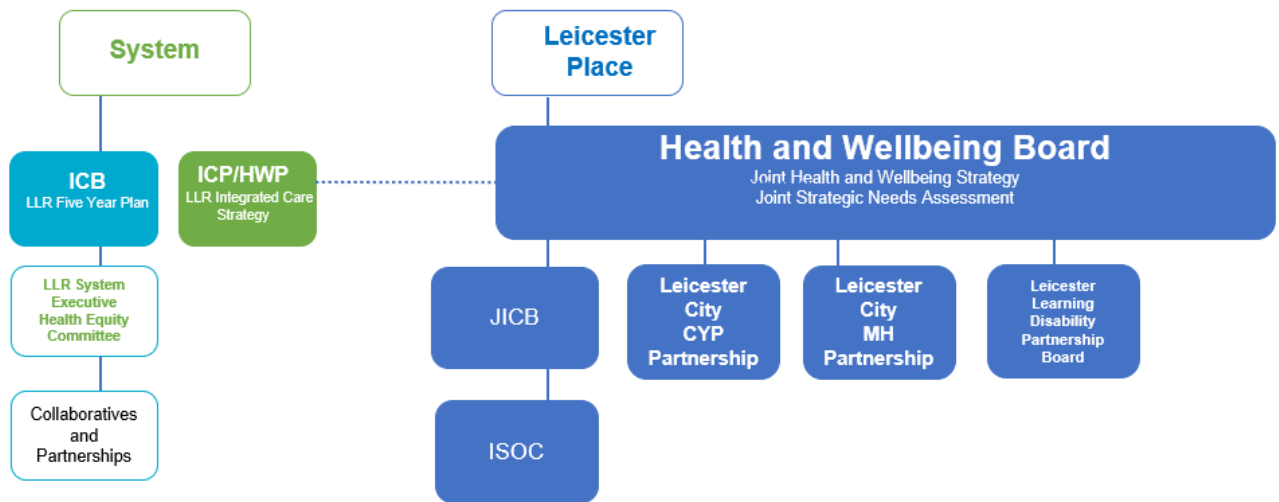 System
Leicester
Place
ICB
LLR Five Year Plan
ICP/HWP
LLR Integrated Care
Strategy
Health and Wellbeing Board
Joint Health and Wellbeing Strategy
Joint Strategic Needs Assessment
LLR System
Executive
Health Equity
Committee
JICB
Leicester
City
CYP
Partnership
Leicester
City
MH
Partnership
Leicester
Learning
Disability
Partnership
Board
Collaboratives
and
Partnerships
ISOC